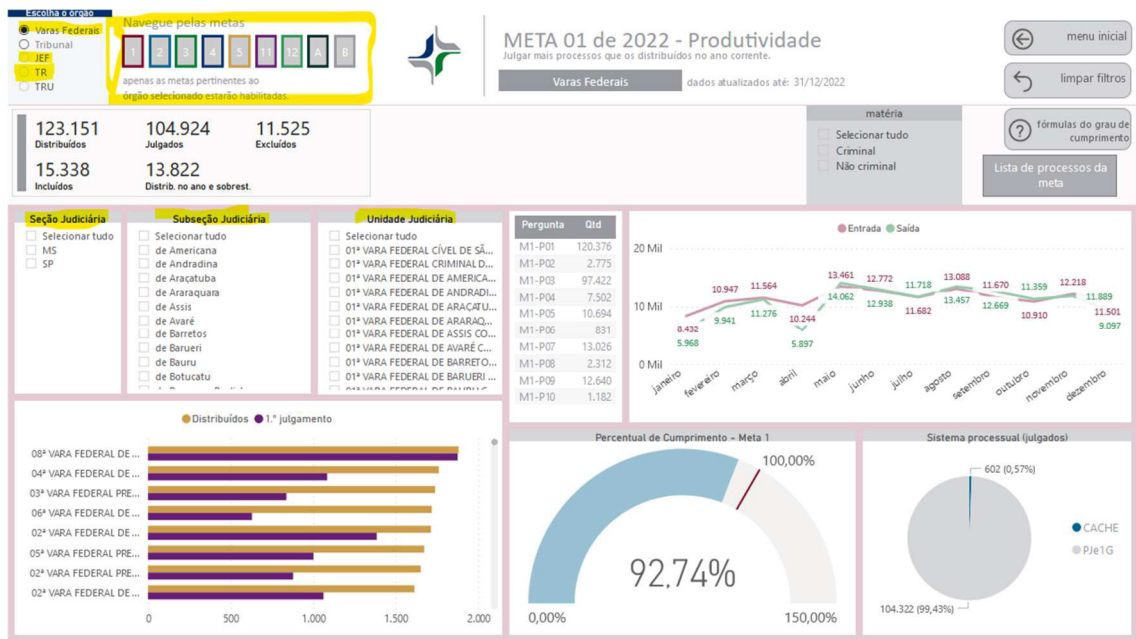 Escolha o órgão
Varas Federais
Tribunal
JEF
TR
TRU
Navegue pelas metas
1 2 3 4 5 11 12 A B
apenas as metas pertinentes ao
órgão selecionado estarão habilitadas.
META 01 de 2022 - Produtividade
Julgar mais processos que os distribuídos no ano corrente.
Varas Federais
dados atualizados até: 31/12/2022
menu inicial
limpar filtros
fórmulas do grau de
cumprimento
Lista de processos da
meta
123.151 104.924 11.525
Distribuídos Julgados Excluídos
15.338 13.822
Incluídos Distrib. no ano e sobrest.
matéria
Selecionar tudo
Criminal
Não criminal
Seção Judiciária
Selecionar tudo
MS
SP
Subseção Judiciária
Selecionar tudo
de Americana
de Andradina
de Araçatuba
de Araraquara
de Assis
de Avaré
de Barretos
de Barueri
de Bauru
de Botucatu
Unidade Judiciária
Selecionar tudo
01ª VARA FEDERAL CÍVEL DE SÃ...
01ª VARA FEDERAL CRIMINAL D...
01ª VARA FEDERAL DE AMERICA...
01ª VARA FEDERAL DE ANDRADI...
01ª VARA FEDERAL DE ARAÇATU...
01ª VARA FEDERAL DE ARARAQ...
01ª VARA FEDERAL DE ASSIS CO...
01ª VARA FEDERAL DE AVARÉ C...
01ª VARA FEDERAL DE BARRETO...
01ª VARA FEDERAL DE BARUERI ...
Pergunta Qtd
M1-P01 120.376
M1-P02 2.775
M1-P03 97.422
M1-P04 7.502
M1-P05 10.694
M1-P06 831
M1-P07 13.026
M1-P08 2.312
M1-P09 12.640
M1-P10 1.182
Entrada Saída
20 Mil
10 Mil
0 Mil
8.432 10.947 11.564 10.244 13.461 12.772 11.718 13.088 11.670 11.359 12.218 11.889
5.968 9.941 11.276 5.897 14.062 12.938 11.682 13.457 12.669 10.910 11.501
9.097
janeiro fevereiro março abril maio junho julho agosto setembro outubro novembro dezembro
Distribuídos 1.º julgamento
08ª VARA FEDERAL DE ...
04ª VARA FEDERAL DE ...
03ª VARA FEDERAL PRE...
06ª VARA FEDERAL DE ...
02ª VARA FEDERAL DE ...
05ª VARA FEDERAL PRE...
02ª VARA FEDERAL PRE...
02ª VARA FEDERAL DE ...
0 500 1.000 1.500 2.000
Percentual de Cumprimento - Meta 1
100,00%
92,74%
0,00% 150,00%
Sistema processual (julgados)
602 (0,57%)
CACHE
PJe1G
104.322 (99,43%)